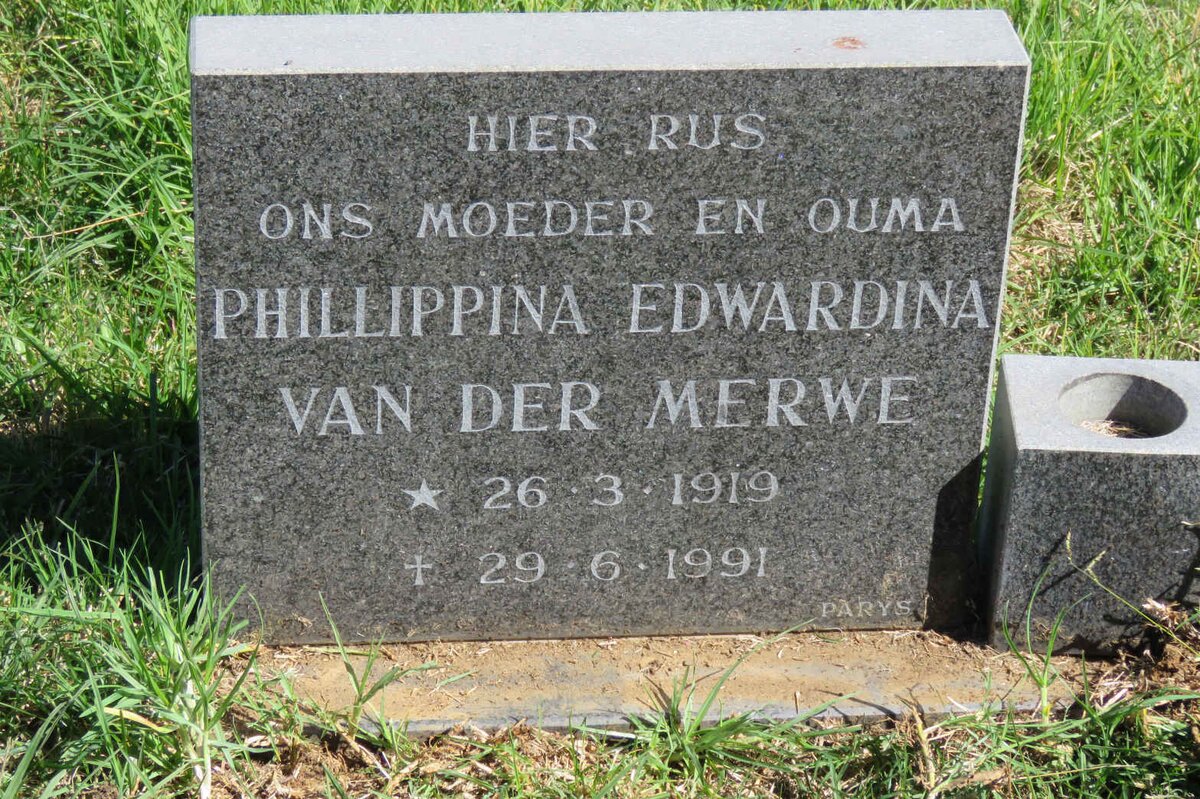 HIER RUS
ONS MOEDER EN OUMA
PHILLIPPINA EDWARDINA
VAN DER MERWE
★ 26·3·1919
✝ 29·6·1991
PARYS